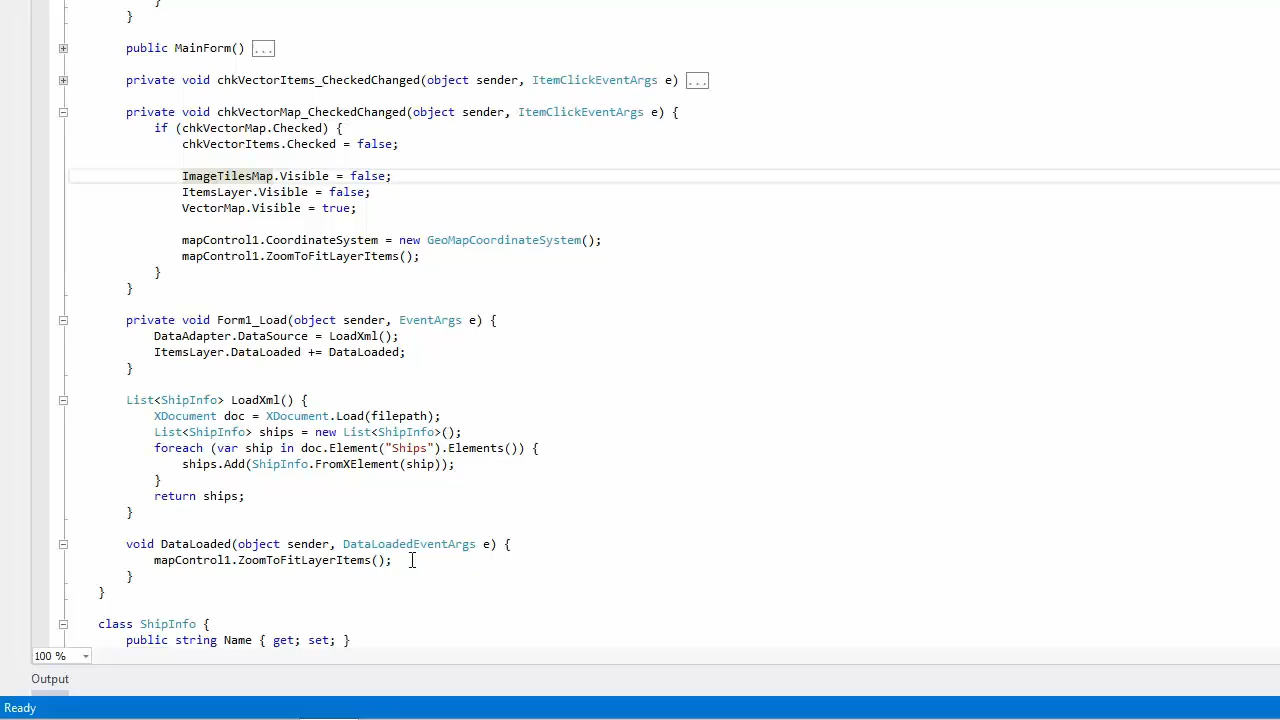 }
}
public MainForm() ...
private void chkVectorItems_CheckedChanged(object sender, ItemClickEventArgs e) ...
private void chkVectorMap_CheckedChanged(object sender, ItemClickEventArgs e) {
if (chkVectorMap.Checked) {
chkVectorItems.Checked = false;
ImageTilesMap.Visible = false;
ItemsLayer.Visible = false;
VectorMap.Visible = true;
mapControl1.CoordinateSystem = new GeoMapCoordinateSystem();
mapControl1.ZoomToFitLayerItems();
}
}
private void Form1_Load(object sender, EventArgs e) {
DataAdapter.DataSource = LoadXml();
ItemsLayer.DataLoaded += DataLoaded;
}
List<ShipInfo> LoadXml() {
XDocument doc = XDocument.Load(filepath);
List<ShipInfo> ships = new List<ShipInfo>();
foreach (var ship in doc.Element("Ships").Elements()) {
ships.Add(ShipInfo.FromXElement(ship));
}
return ships;
}
void DataLoaded(object sender, DataLoadedEventArgs e) {
mapControl1.ZoomToFitLayerItems();
}
}
class ShipInfo {
public string Name { get; set; }
100 %
Output
Ready